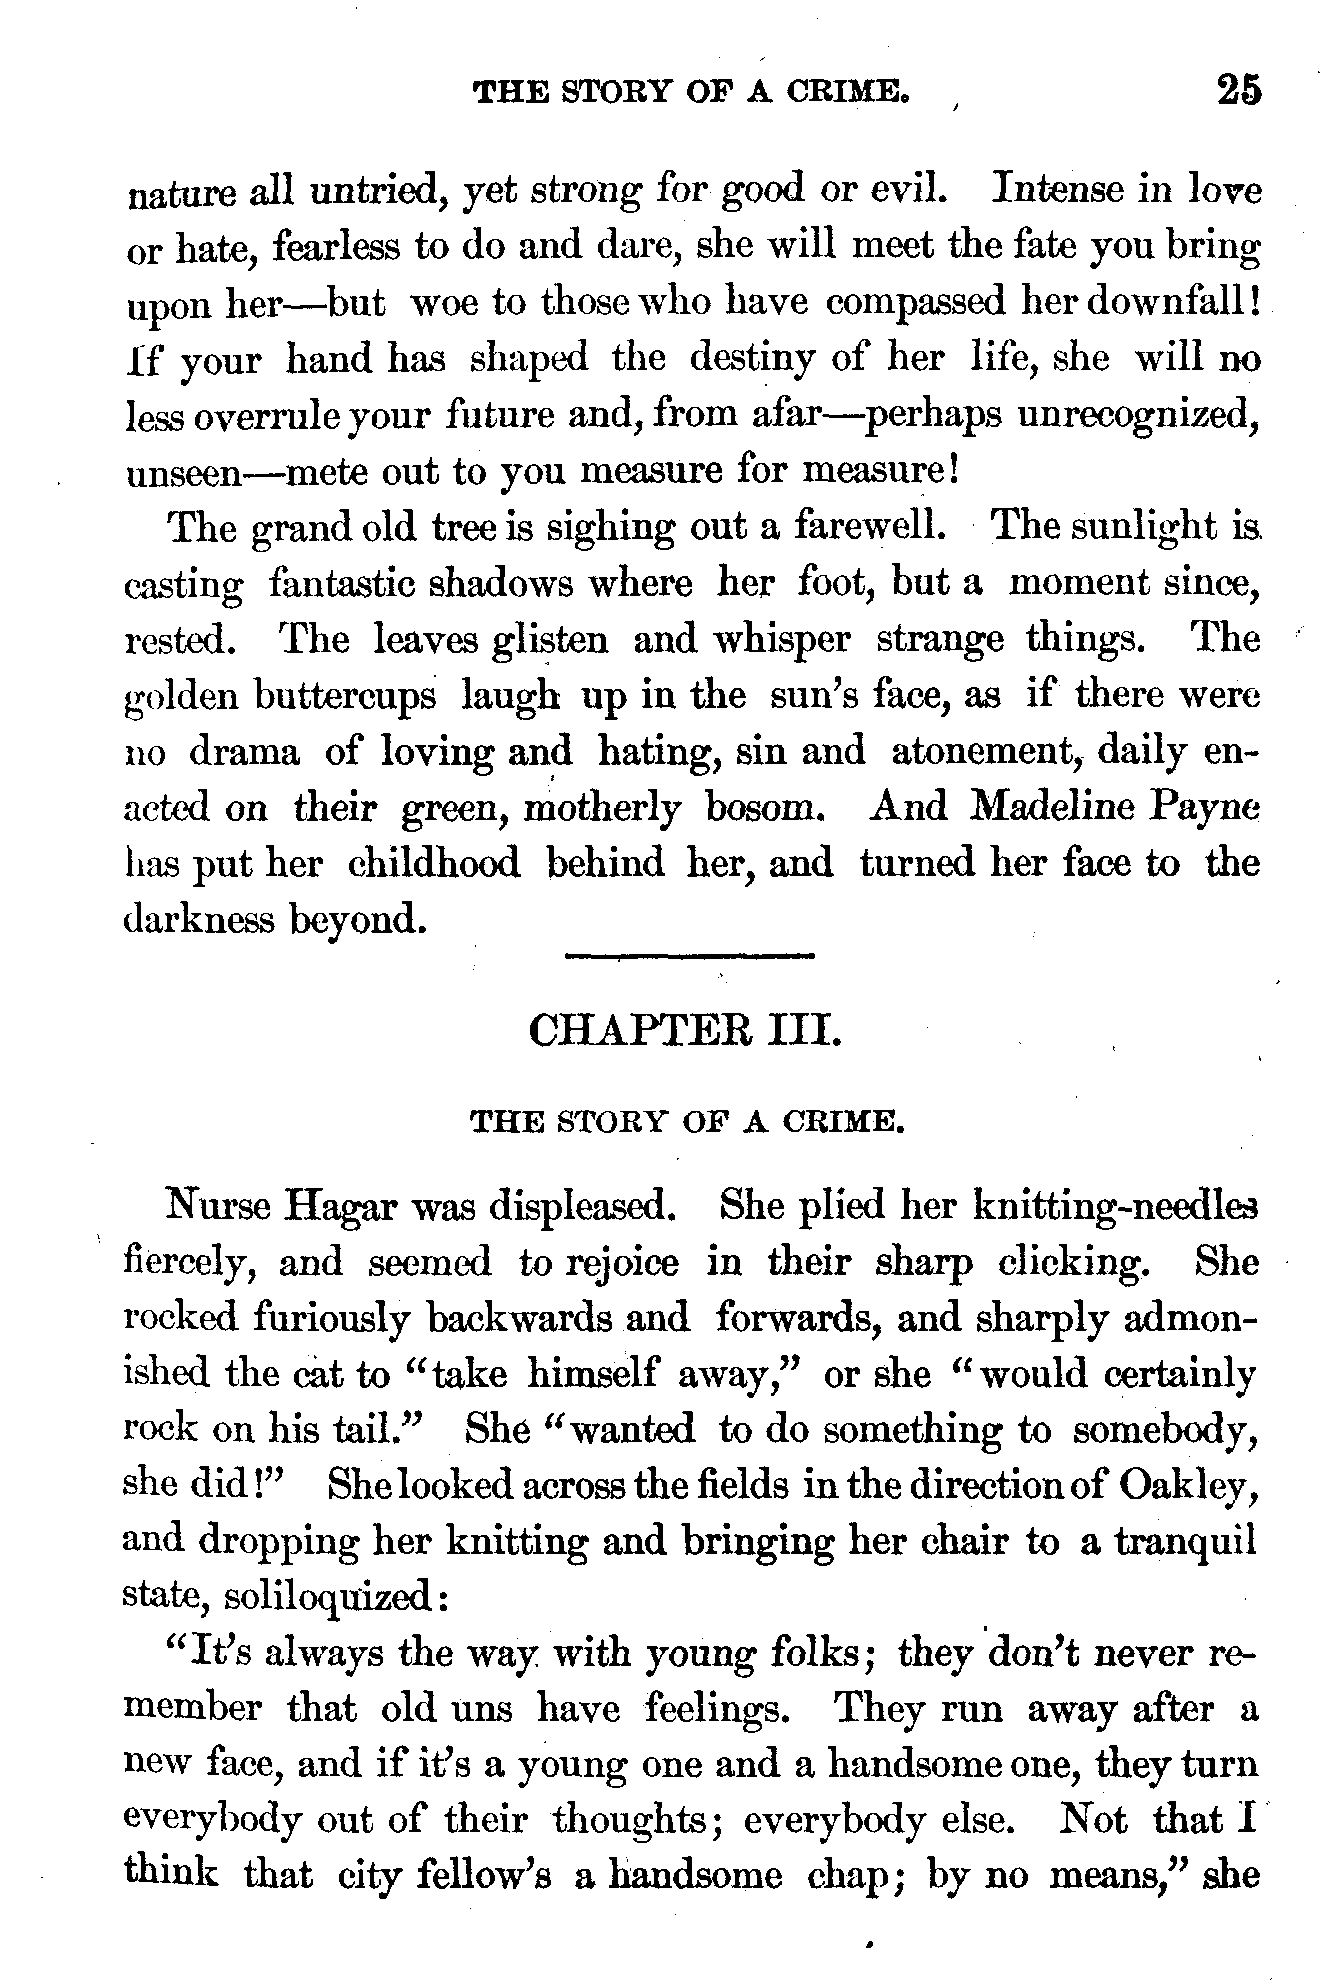 THE STORY OF A CRIME. 25
nature all untried, yet strong for good or evil. Intense in love
or hate, fearless to do and dare, she will meet the fate you bring
upon her—but woe to those who have compassed her downfall!
If your hand has shaped the destiny of her life, she will no
less overrule your future and, from afar—perhaps unrecognized,
unseen—mete out to you measure for measure!
The grand old tree is sighing out a farewell. The sunlight is
casting fantastic shadows where her foot, but a moment since,
rested. The leaves glisten and whisper strange things. The
golden buttercups laugh up in the sun's face, as if there were
no drama of loving and hating, sin and atonement, daily en-
acted on their green, motherly bosom. And Madeline Payne
has put her childhood behind her, and turned her face to the
darkness beyond.
CHAPTER III.
THE STORY OF A CRIME.
Nurse Hagar was displeased. She plied her knitting-needles
fiercely, and seemed to rejoice in their sharp clicking. She
rocked furiously backwards and forwards, and sharply admon-
ished the cat to "take himself away," or she "would certainly
rock on his tail." She "wanted to do something to somebody,
she did!" She looked across the fields in the direction of Oakley,
and dropping her knitting and bringing her chair to a tranquil
state, soliloquized:
"It's always the way with young folks; they don't never re-
member that old uns have feelings. They run away after a
new face, and if it's a young one and a handsome one, they turn
everybody out of their thoughts; everybody else. Not that I
think that city fellow's a handsome chap; by no means," she